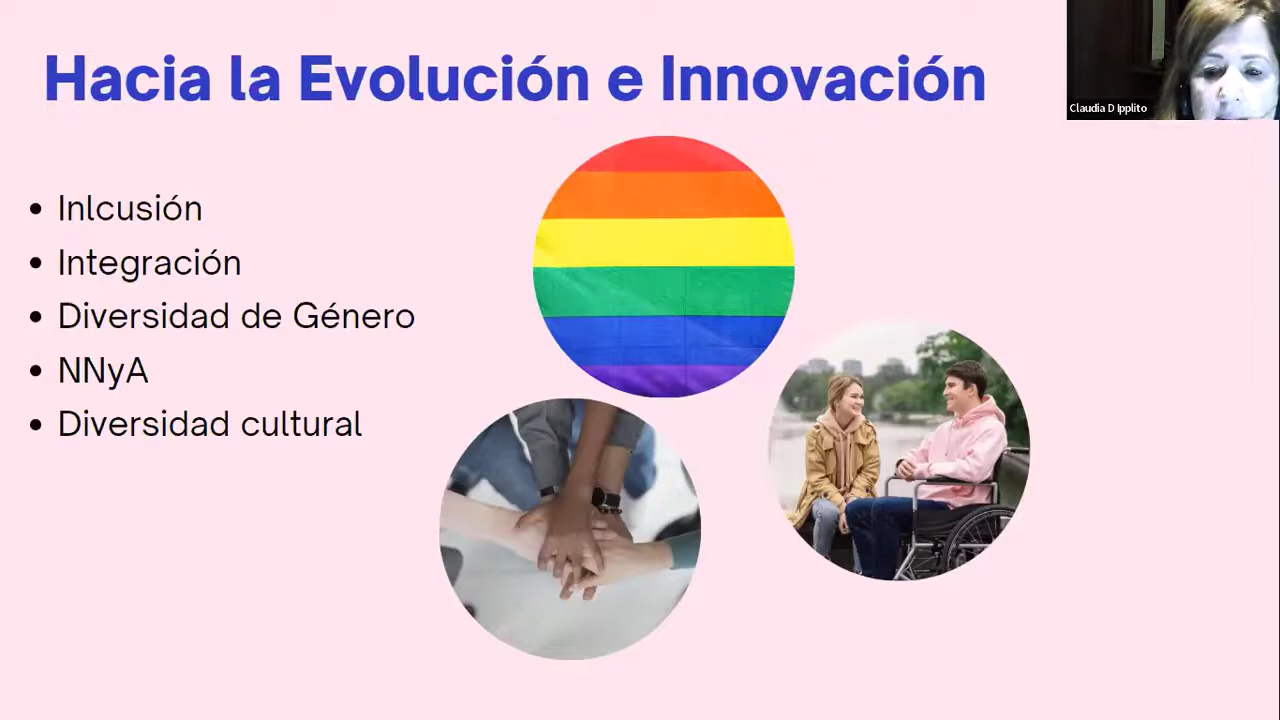 Hacia la Evolución e Innovación
Claudia D Ipplito
• Inlcusión
• Integración
• Diversidad de Género
• NNyA
• Diversidad cultural